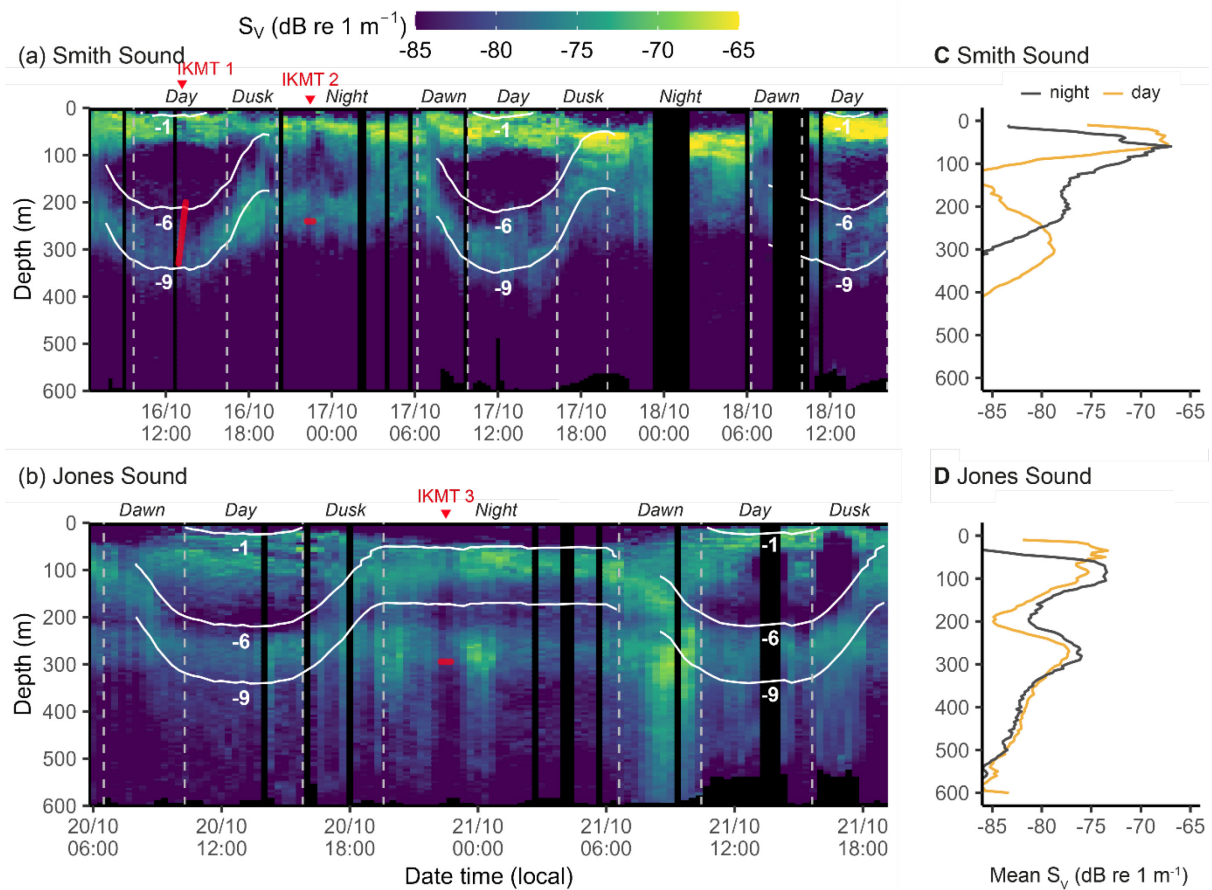 S_V (dB re 1 m⁻¹)
-85 -80 -75 -70 -65
(a) Smith Sound
IKMT 1 IKMT 2
Day Dusk Night Dawn Day Dusk Night Dawn Day
0
100
200
300
400
500
600
Depth (m)
-1 -1 -1
-6 -6 -6
-9 -9 -9
16/10 16/10 17/10 17/10 17/10 17/10 18/10 18/10 18/10
12:00 18:00 00:00 06:00 12:00 18:00 00:00 06:00 12:00
C Smith Sound
night day
0
100
200
300
400
500
600
-85 -80 -75 -70 -65
(b) Jones Sound
IKMT 3
Dawn Day Dusk Night Dawn Day Dusk
0
100
200
300
400
500
600
Depth (m)
-1 -1
-6 -6
-9 -9
20/10 20/10 20/10 21/10 21/10 21/10 21/10
06:00 12:00 18:00 00:00 06:00 12:00 18:00
Date time (local)
D Jones Sound
0
100
200
300
400
500
600
-85 -80 -75 -70 -65
Mean S_V (dB re 1 m⁻¹)